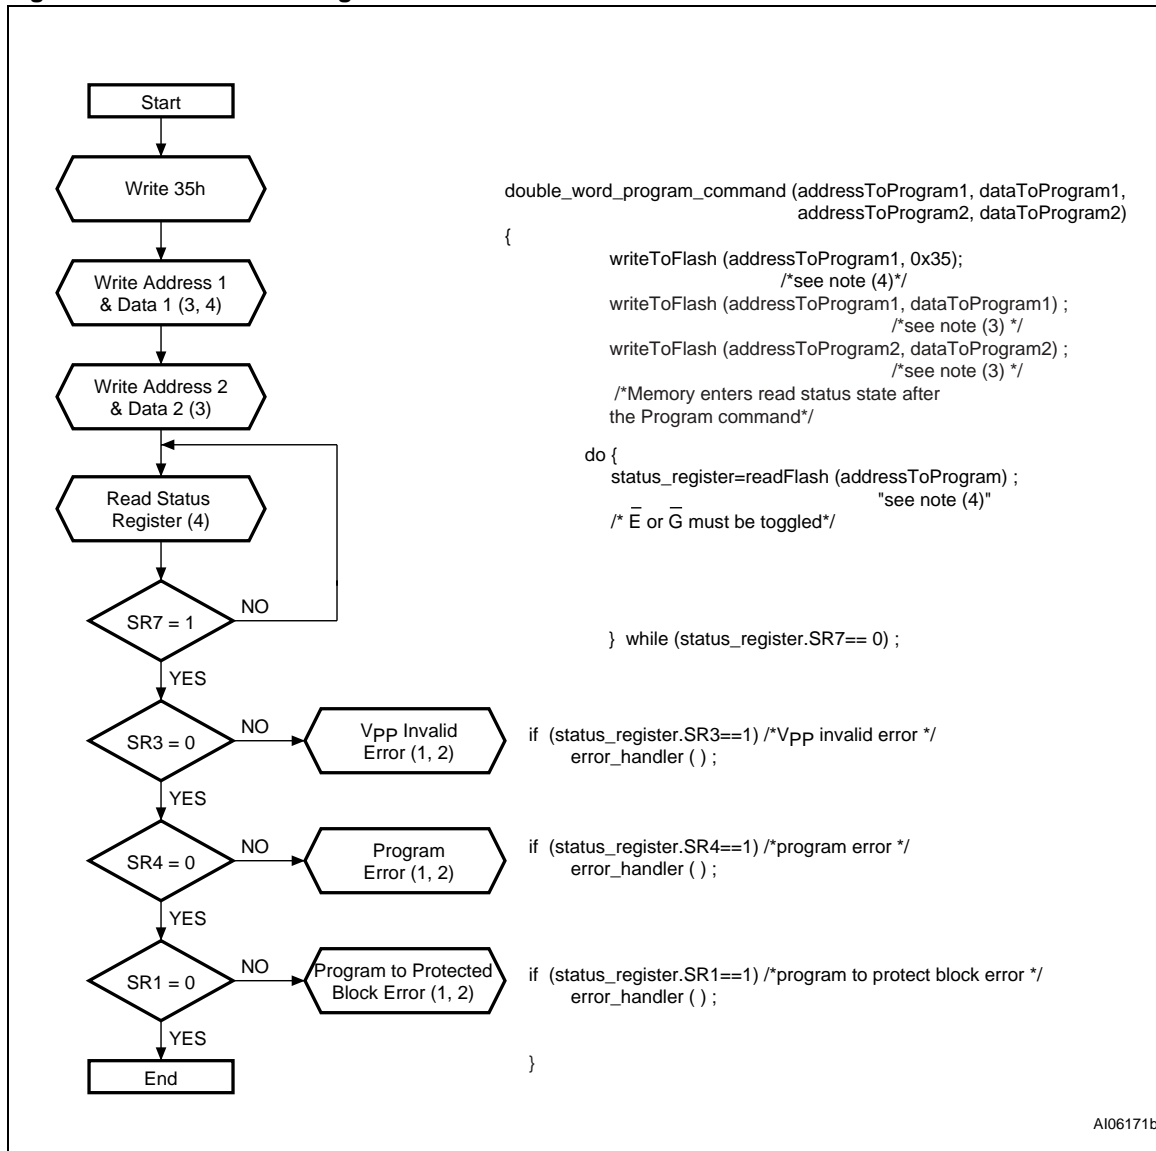 Start
Write 35h
Write Address 1
& Data 1 (3, 4)
Write Address 2
& Data 2 (3)
Read Status
Register (4)
SR7 = 1
NO
YES
SR3 = 0
NO
VPP Invalid
Error (1, 2)
YES
SR4 = 0
NO
Program
Error (1, 2)
YES
SR1 = 0
NO
Program to Protected
Block Error (1, 2)
YES
End
double_word_program_command (addressToProgram1, dataToProgram1,
addressToProgram2, dataToProgram2)
{
writeToFlash (addressToProgram1, 0x35);
/*see note (4)*/
writeToFlash (addressToProgram1, dataToProgram1) ;
/*see note (3) */
writeToFlash (addressToProgram2, dataToProgram2) ;
/*see note (3) */
/*Memory enters read status state after
the Program command*/
do {
status_register=readFlash (addressToProgram) ;
"see note (4)"
/* E̅ or G̅ must be toggled*/
} while (status_register.SR7== 0) ;
if (status_register.SR3==1) /*VPP invalid error */
error_handler ( ) ;
if (status_register.SR4==1) /*program error */
error_handler ( ) ;
if (status_register.SR1==1) /*program to protect block error */
error_handler ( ) ;
}
AI06171b